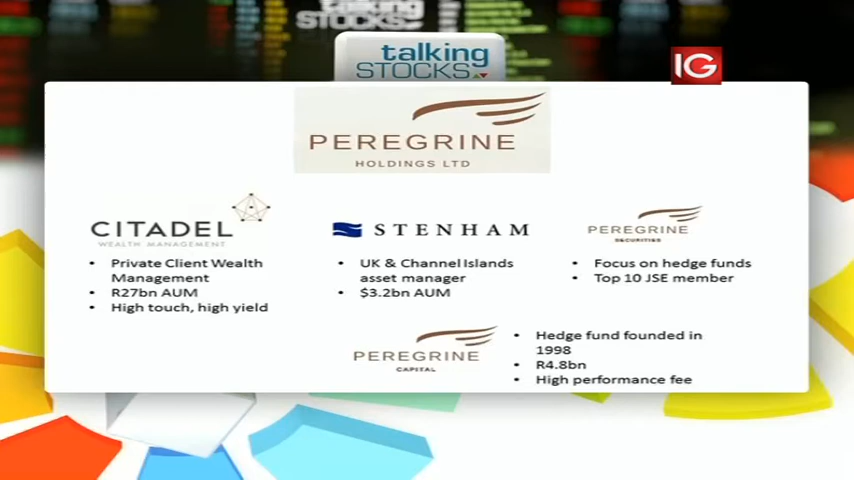 talking
STOCKS
talking
STOCKS
IG
PEREGRINE
HOLDINGS LTD
CITADEL
WEALTH MANAGEMENT
• Private Client Wealth
Management
• R27bn AUM
• High touch, high yield
STENHAM
• UK & Channel Islands
asset manager
• $3.2bn AUM
PEREGRINE
SECURITIES
• Focus on hedge funds
• Top 10 JSE member
PEREGRINE
CAPITAL
• Hedge fund founded in
1998
• R4.8bn
• High performance fee